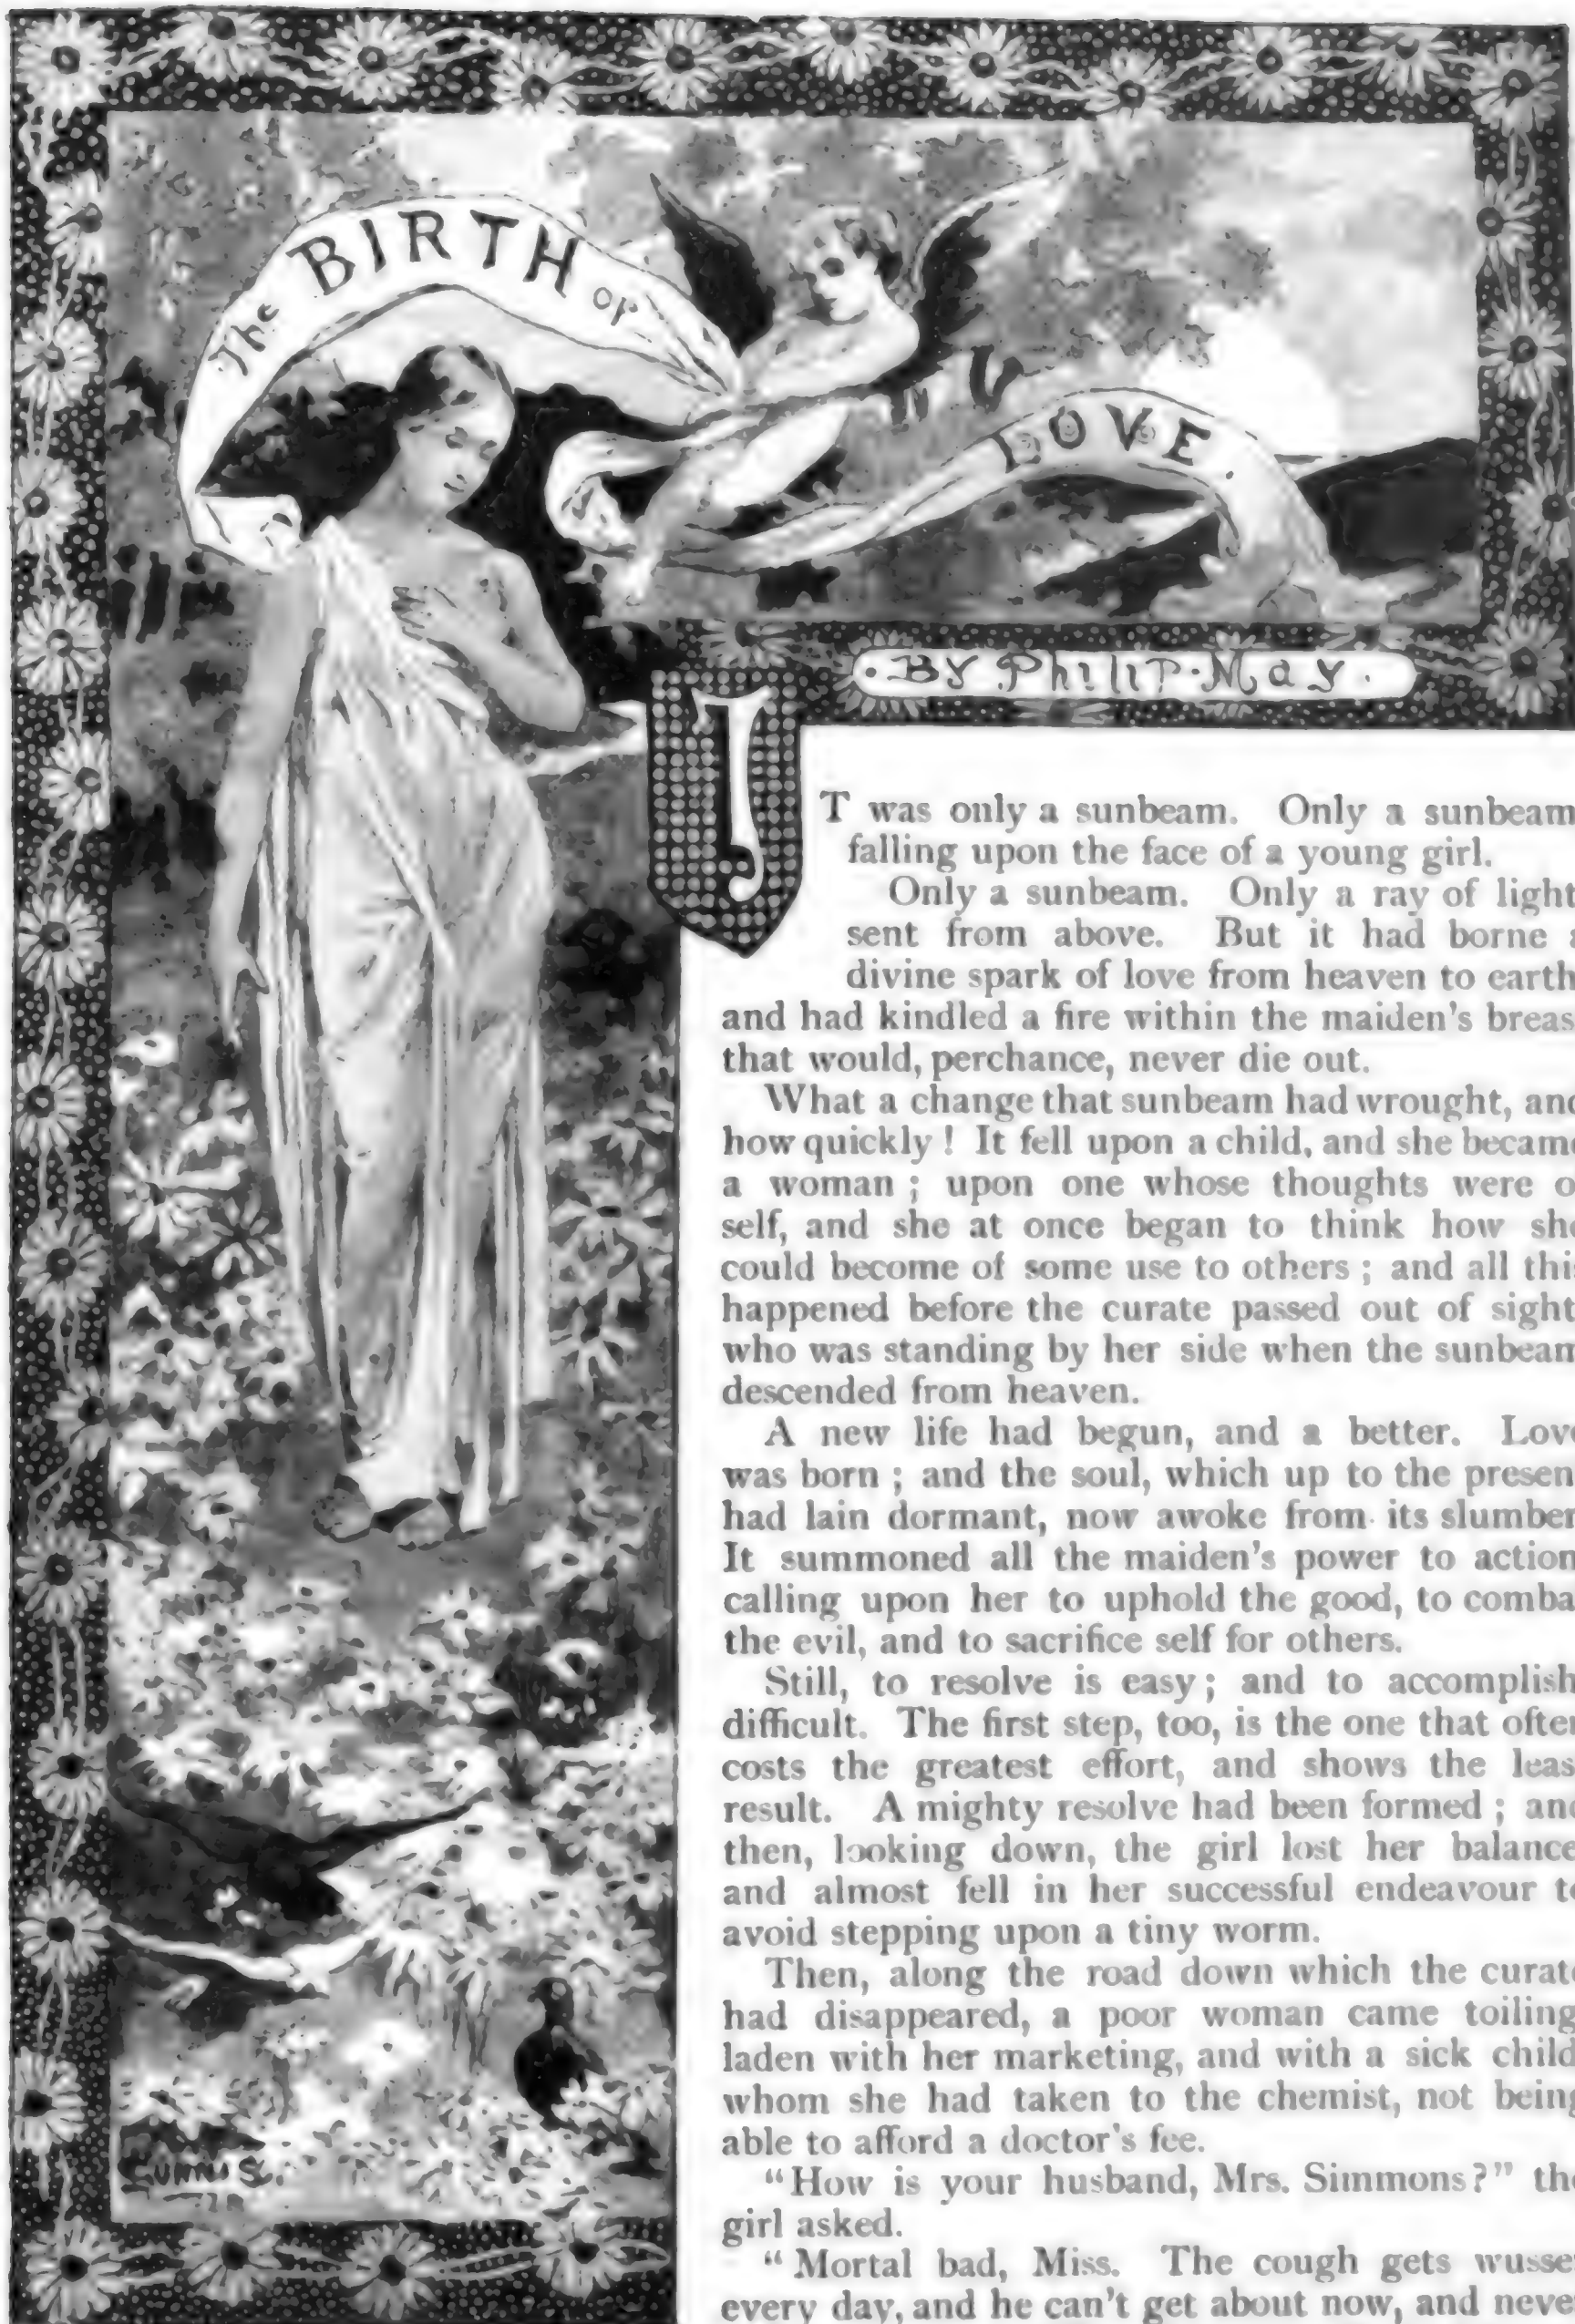 The BIRTH of
LOVE.
·By Philip·May.
IT was only a sunbeam. Only a sunbeam
falling upon the face of a young girl.
Only a sunbeam. Only a ray of light
sent from above. But it had borne a
divine spark of love from heaven to earth
and had kindled a fire within the maiden's breas
that would, perchance, never die out.
What a change that sunbeam had wrought, and
how quickly! It fell upon a child, and she became
a woman; upon one whose thoughts were o
self, and she at once began to think how she
could become of some use to others; and all this
happened before the curate passed out of sight
who was standing by her side when the sunbeam
descended from heaven.
A new life had begun, and a better. Love
was born; and the soul, which up to the presen
had lain dormant, now awoke from its slumber
It summoned all the maiden's power to action
calling upon her to uphold the good, to comba
the evil, and to sacrifice self for others.
Still, to resolve is easy; and to accomplish
difficult. The first step, too, is the one that often
costs the greatest effort, and shows the leas
result. A mighty resolve had been formed; and
then, looking down, the girl lost her balance
and almost fell in her successful endeavour to
avoid stepping upon a tiny worm.
Then, along the road down which the curate
had disappeared, a poor woman came toiling
laden with her marketing, and with a sick child
whom she had taken to the chemist, not being
able to afford a doctor's fee.
"How is your husband, Mrs. Simmons?" the
girl asked.
"Mortal bad, Miss. The cough gets wusser
every day, and he can't get about now, and never